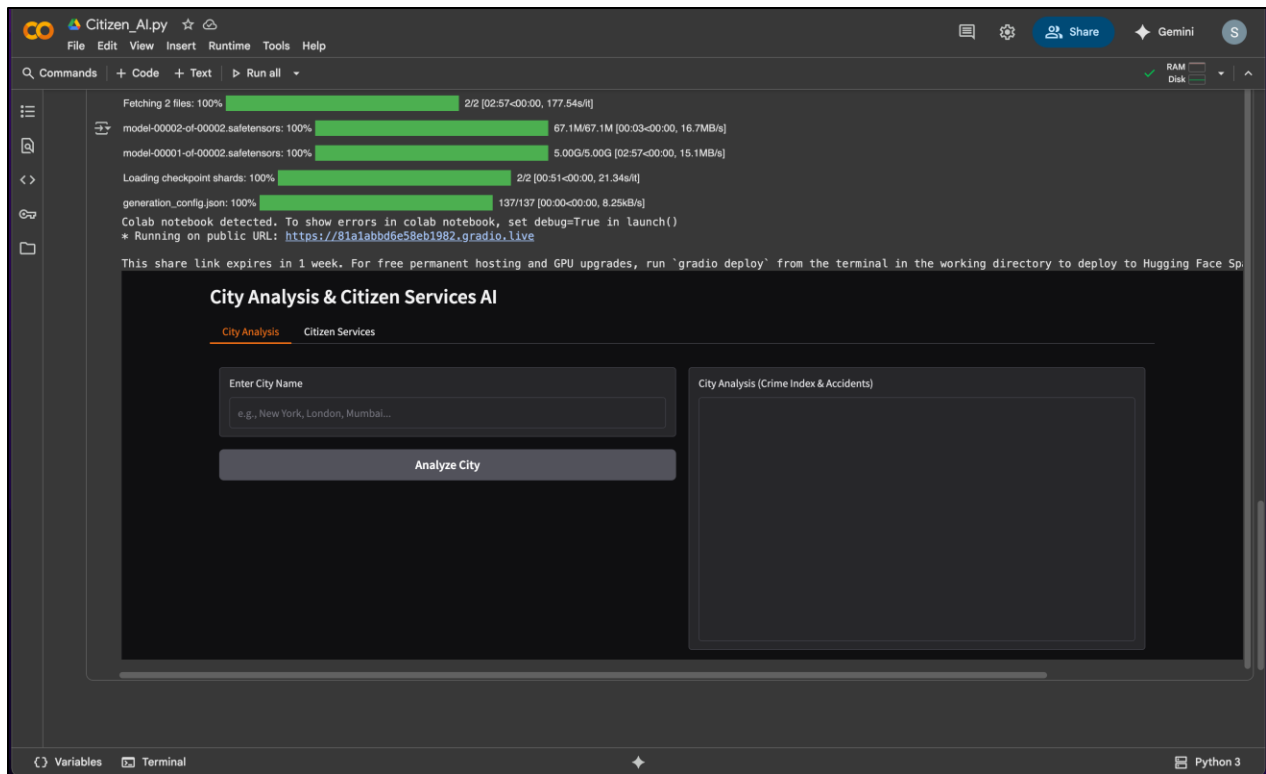 Citizen_AI.py
File Edit View Insert Runtime Tools Help
Share
Gemini
S
Commands + Code + Text Run all
RAM
Disk
Fetching 2 files: 100% 2/2 [02:57<00:00, 177.54s/it]
model-00002-of-00002.safetensors: 100% 67.1M/67.1M [00:03<00:00, 16.7MB/s]
model-00001-of-00002.safetensors: 100% 5.00G/5.00G [02:57<00:00, 15.1MB/s]
Loading checkpoint shards: 100% 2/2 [00:51<00:00, 21.34s/it]
generation_config.json: 100% 137/137 [00:00<00:00, 8.25kB/s]
Colab notebook detected. To show errors in colab notebook, set debug=True in launch()
* Running on public URL: https://81a1abbd6e58eb1982.gradio.live
This share link expires in 1 week. For free permanent hosting and GPU upgrades, run `gradio deploy` from the terminal in the working directory to deploy to Hugging Face Sp
City Analysis & Citizen Services AI
City Analysis Citizen Services
Enter City Name
e.g., New York, London, Mumbai...
Analyze City
City Analysis (Crime Index & Accidents)
Variables Terminal
Python 3